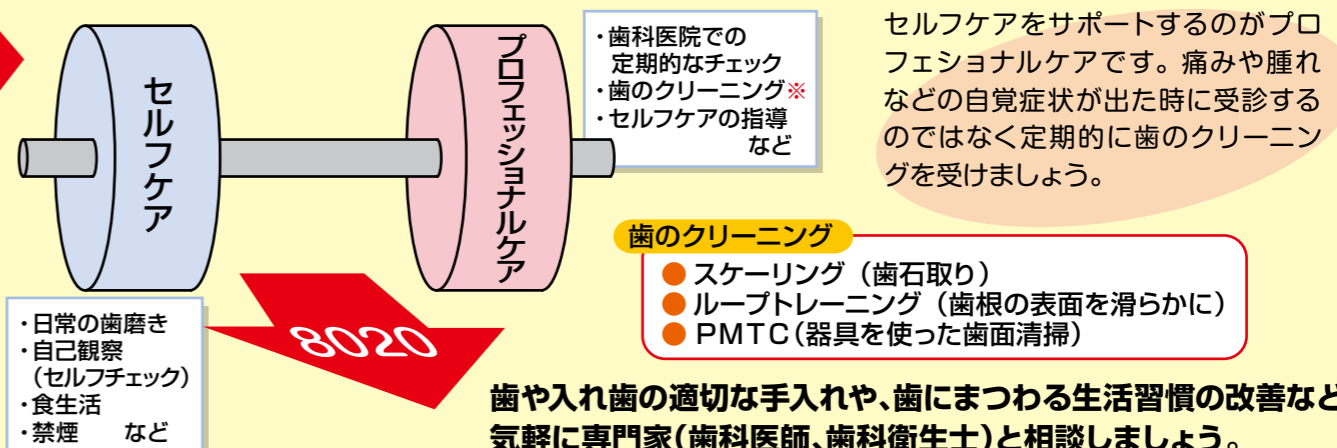 セルフケア
プロフェッショナルケア
・歯科医院での
定期的なチェック
・歯のクリーニング※
・セルフケアの指導
など
セルフケアをサポートするのがプロ
フェショナルケアです。痛みや腫れ
などの自覚症状が出た時に受診する
のではなく定期的に歯のクリーニン
グを受けましょう。
歯のクリーニング
● スケーリング（歯石取り）
● ループトレーニング（歯根の表面を滑らかに）
● PMTC（器具を使った歯面清掃）
・日常の歯磨き
・自己観察
（セルフチェック）
・食生活
・禁煙　など
8020
歯や入れ歯の適切な手入れや、歯にまつわる生活習慣の改善など
気軽に専門家（歯科医師、歯科衛生士）と相談しましょう。